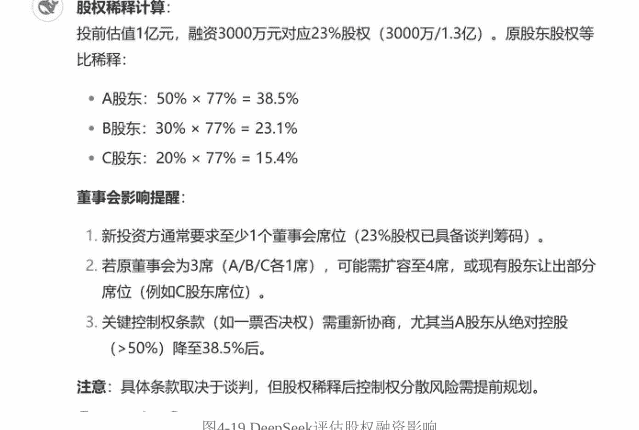 股权稀释计算：
投前估值1亿元，融资3000万元对应23%股权（3000万/1.3亿）。原股东股权等
比稀释：
• A股东：50% × 77% = 38.5%
• B股东：30% × 77% = 23.1%
• C股东：20% × 77% = 15.4%
董事会影响提醒：
1. 新投资方通常要求至少1个董事会席位（23%股权已具备谈判筹码）。
2. 若原董事会为3席（A/B/C各1席），可能需扩容至4席，或现有股东让出部分
席位（例如C股东席位）。
3. 关键控制权条款（如一票否决权）需重新协商，尤其当A股东从绝对控股
（>50%）降至38.5%后。
注意：具体条款取决于谈判，但股权稀释后控制权分散风险需提前规划。
图4-19 DeepSeek评估股权融资影响